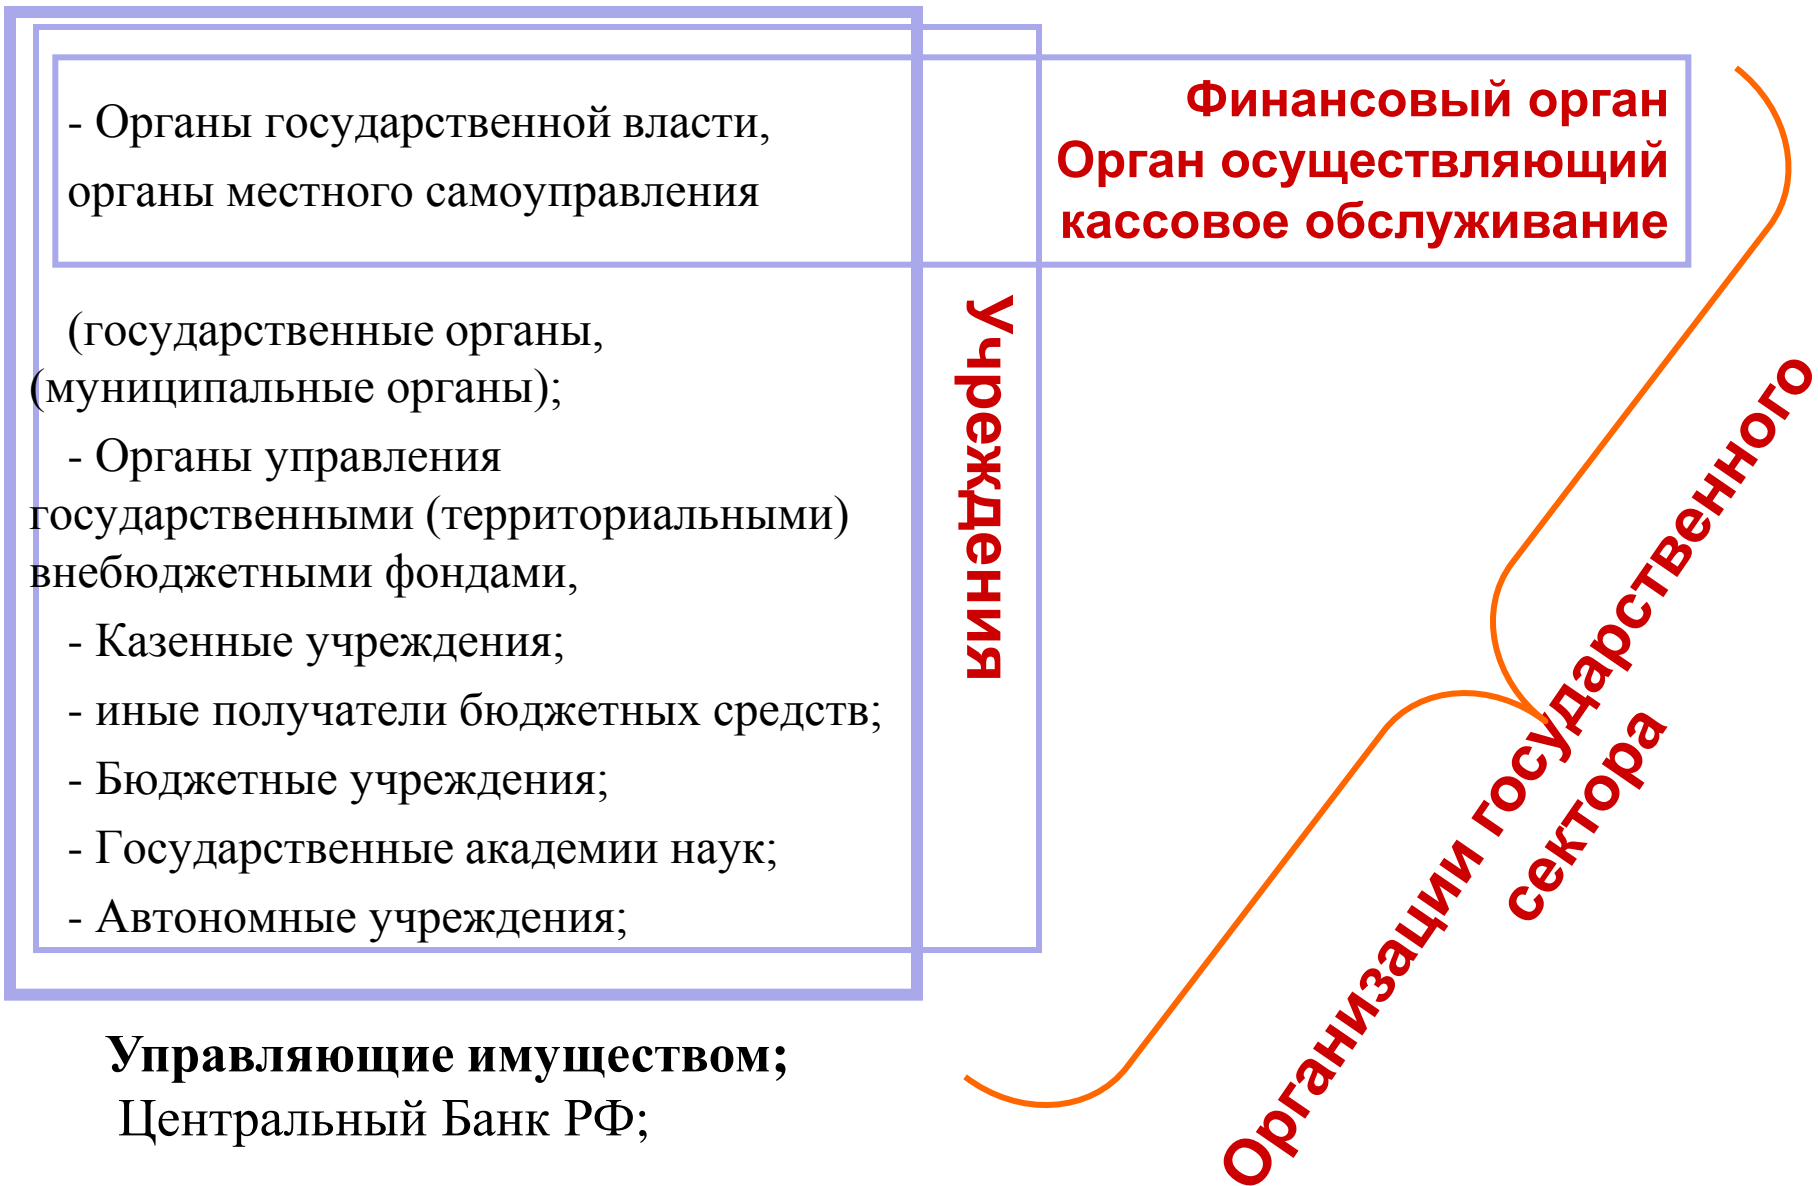 - Органы государственной власти,
органы местного самоуправления
Финансовый орган
Орган осуществляющий
кассовое обслуживание
(государственные органы,
(муниципальные органы);
- Органы управления
государственными (территориальными)
внебюджетными фондами,
- Казенные учреждения;
- иные получатели бюджетных средств;
- Бюджетные учреждения;
- Государственные академии наук;
- Автономные учреждения;
Учреждения
Организации государственного
сектора
Управляющие имуществом;
Центральный Банк РФ;